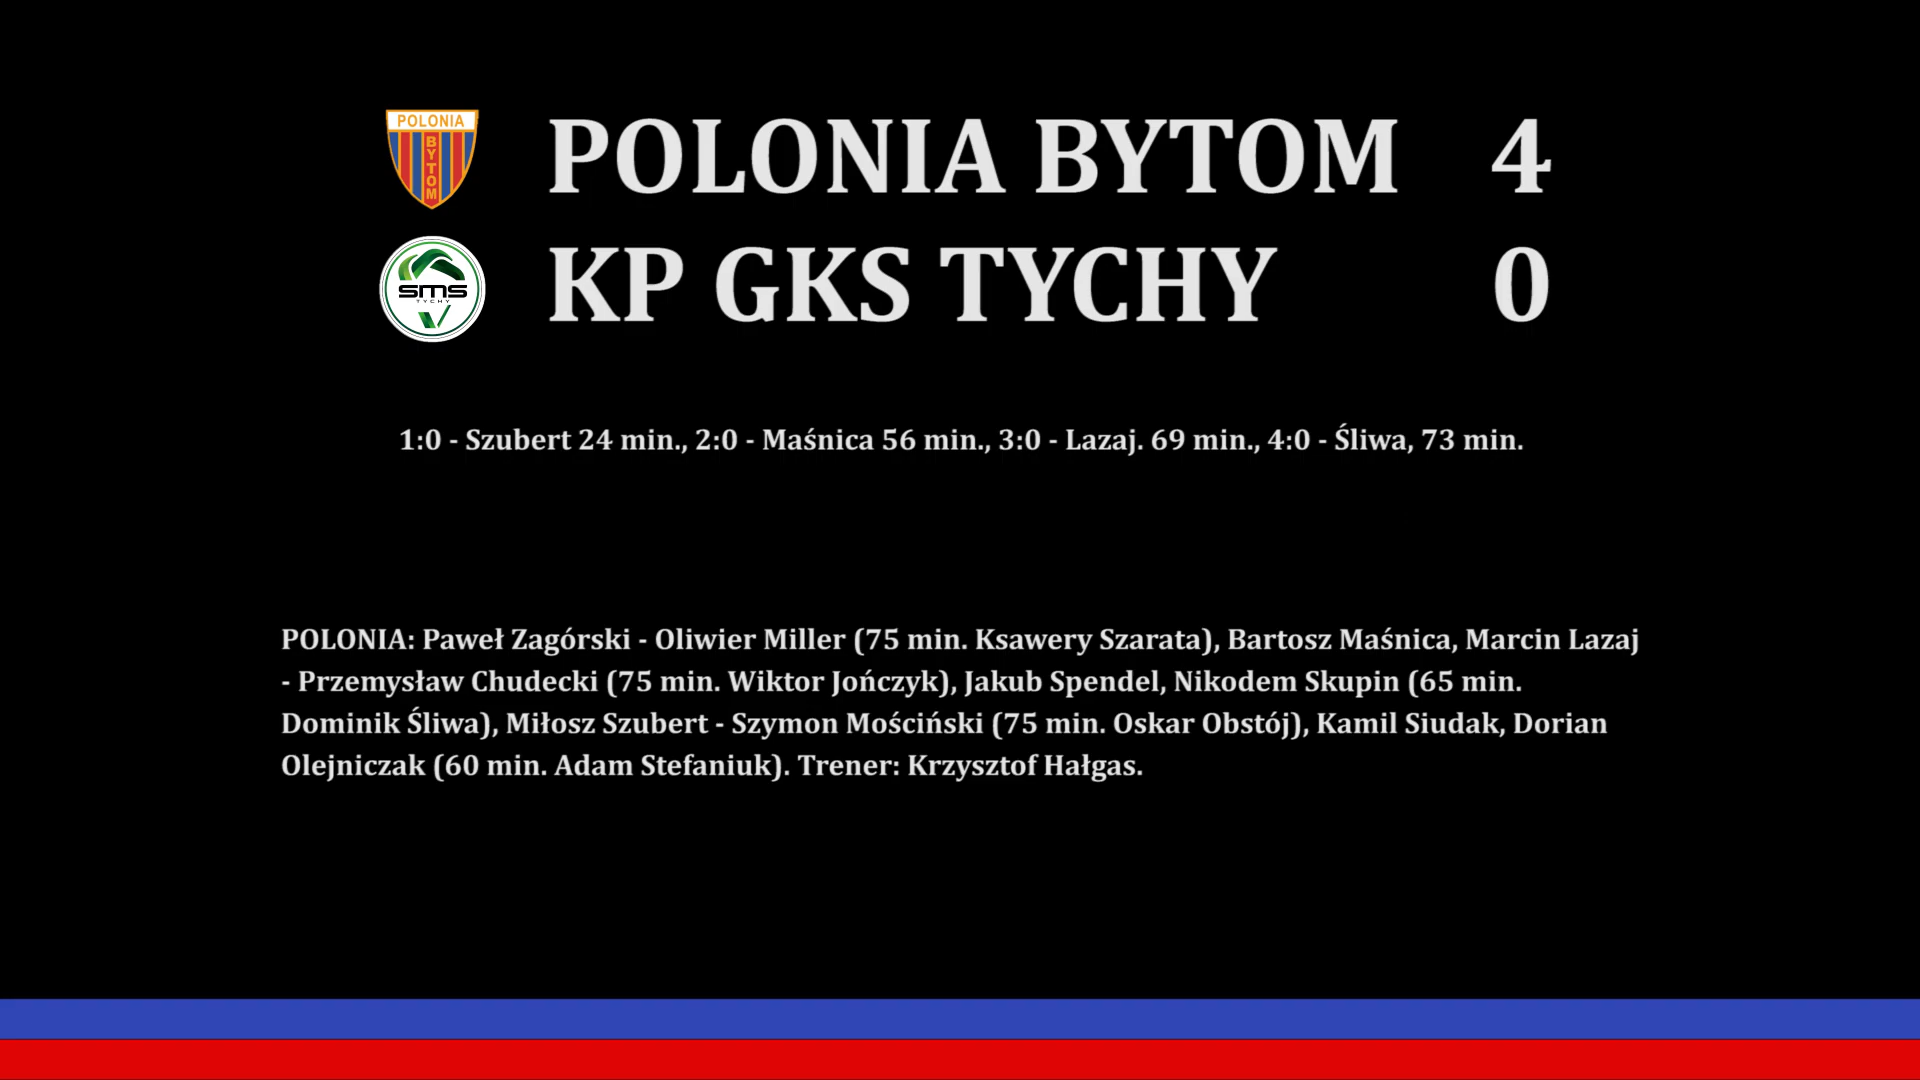 POLONIA
BYTOM
POLONIA BYTOM 4
sms
TYCHY
KP GKS TYCHY 0
1:0 - Szubert 24 min., 2:0 - Maśnica 56 min., 3:0 - Lazaj. 69 min., 4:0 - Śliwa, 73 min.
POLONIA: Paweł Zagórski - Oliwier Miller (75 min. Ksawery Szarata), Bartosz Maśnica, Marcin Lazaj
- Przemysław Chudecki (75 min. Wiktor Jończyk), Jakub Spendel, Nikodem Skupin (65 min.
Dominik Śliwa), Miłosz Szubert - Szymon Mościński (75 min. Oskar Obstój), Kamil Siudak, Dorian
Olejniczak (60 min. Adam Stefaniuk). Trener: Krzysztof Hałgas.